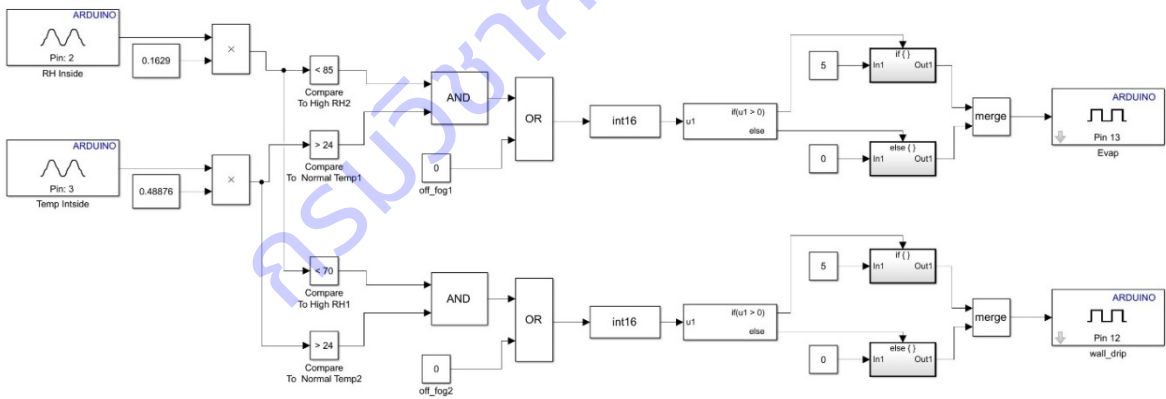 ARDUINO
Pin: 2
RH Inside
0.1629
×
< 85
Compare
To High RH2
AND
OR
0
off_fog1
int16
u1
if(u1 > 0)
else
5
if { }
In1
Out1
0
else { }
In1
Out1
merge
ARDUINO
Pin 13
Evap
ARDUINO
Pin: 3
Temp Intside
0.48876
×
> 24
Compare
To Normal Temp1
< 70
Compare
To High RH1
> 24
Compare
To Normal Temp2
AND
OR
0
off_fog2
int16
u1
if(u1 > 0)
else
5
if { }
In1
Out1
0
else { }
In1
Out1
merge
ARDUINO
Pin 12
wall_drip